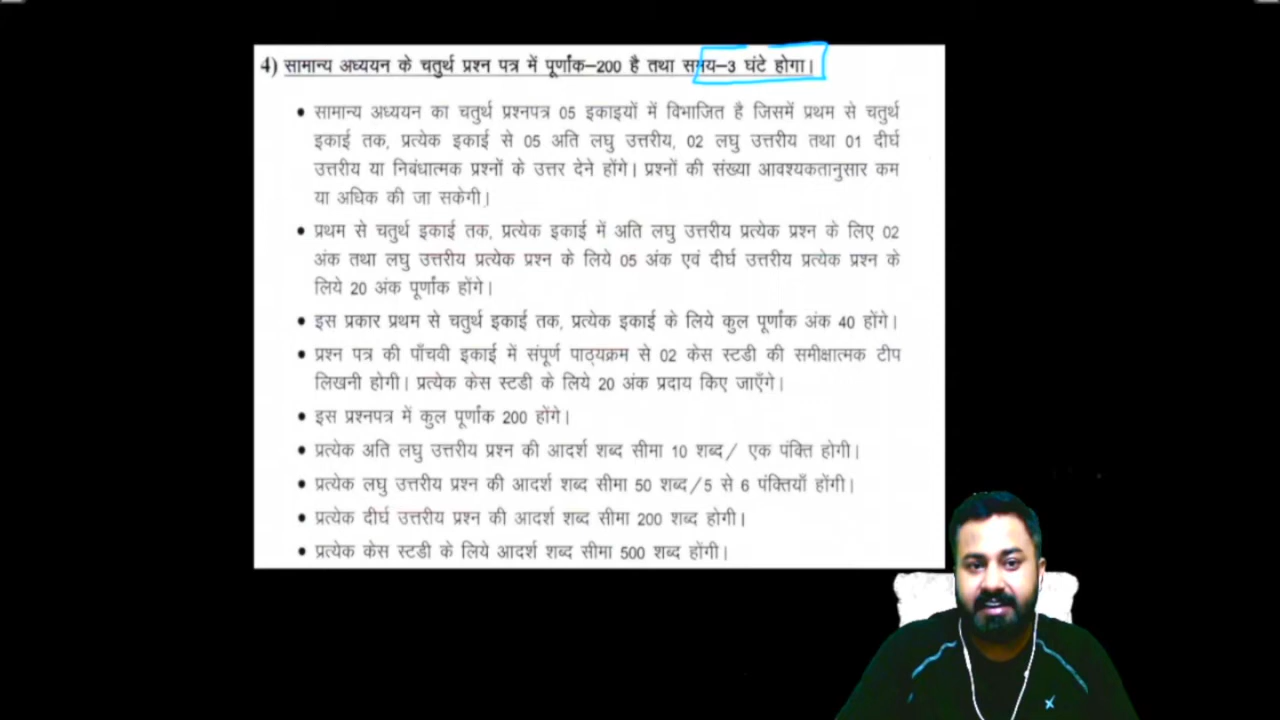 4) सामान्य अध्ययन के चतुर्थ प्रश्न पत्र में पूर्णांक–200 है तथा समय–3 घंटे होगा।
• सामान्य अध्ययन का चतुर्थ प्रश्नपत्र 05 इकाइयों में विभाजित है जिसमें प्रथम से चतुर्थ
इकाई तक, प्रत्येक इकाई से 05 अति लघु उत्तरीय, 02 लघु उत्तरीय तथा 01 दीर्घ
उत्तरीय या निबंधात्मक प्रश्नों के उत्तर देने होंगे। प्रश्नों की संख्या आवश्यकतानुसार कम
या अधिक की जा सकेगी।
• प्रथम से चतुर्थ इकाई तक, प्रत्येक इकाई में अति लघु उत्तरीय प्रत्येक प्रश्न के लिए 02
अंक तथा लघु उत्तरीय प्रत्येक प्रश्न के लिये 05 अंक एवं दीर्घ उत्तरीय प्रत्येक प्रश्न के
लिये 20 अंक पूर्णांक होंगे।
• इस प्रकार प्रथम से चतुर्थ इकाई तक, प्रत्येक इकाई के लिये कुल पूर्णांक अंक 40 होंगे।
• प्रश्न पत्र की पाँचवी इकाई में संपूर्ण पाठ्यक्रम से 02 केस स्टडी की समीक्षात्मक टीप
लिखनी होगी। प्रत्येक केस स्टडी के लिये 20 अंक प्रदाय किए जाएँगे।
• इस प्रश्नपत्र में कुल पूर्णांक 200 होंगे।
• प्रत्येक अति लघु उत्तरीय प्रश्न की आदर्श शब्द सीमा 10 शब्द/ एक पंक्ति होगी।
• प्रत्येक लघु उत्तरीय प्रश्न की आदर्श शब्द सीमा 50 शब्द/5 से 6 पंक्तियाँ होंगी।
• प्रत्येक दीर्घ उत्तरीय प्रश्न की आदर्श शब्द सीमा 200 शब्द होगी।
• प्रत्येक केस स्टडी के लिये आदर्श शब्द सीमा 500 शब्द होंगी।